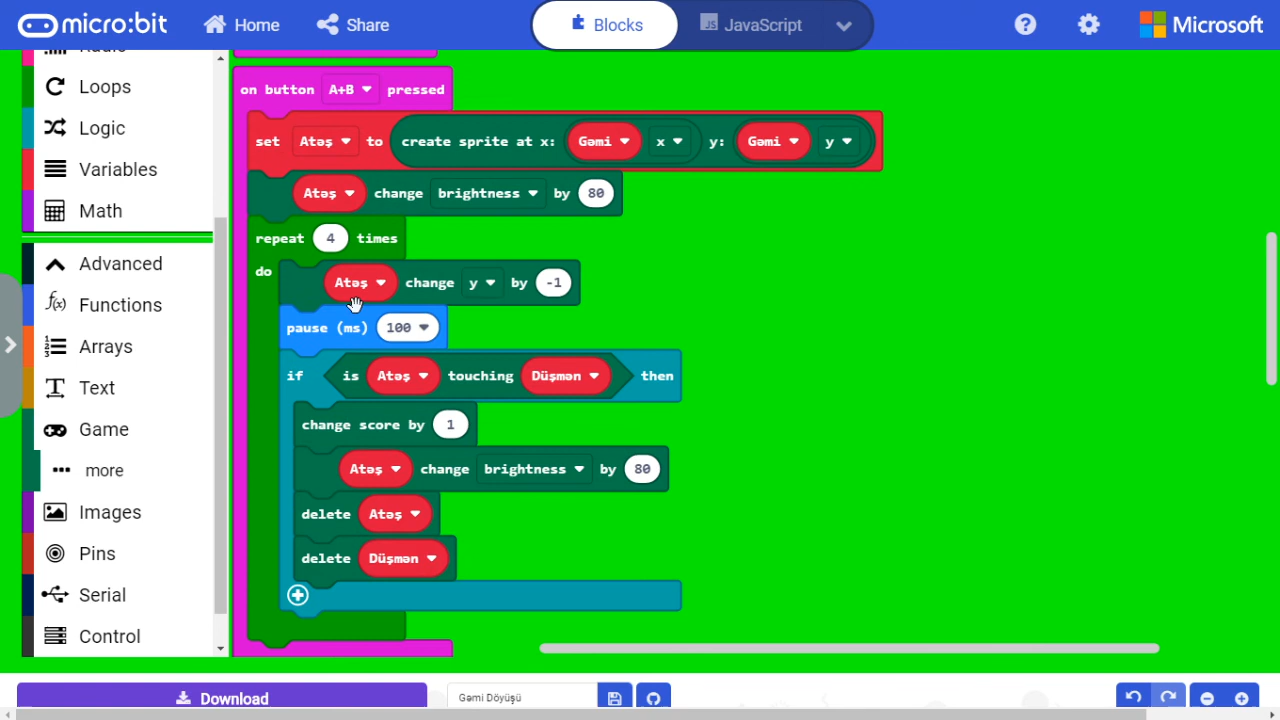 micro:bit Home Share Blocks JavaScript Microsoft
Radio
Loops
Logic
Variables
Math
Advanced
Functions
Arrays
Text
Game
more
Images
Pins
Serial
Control
on button A+B pressed
set Atəş to create sprite at x: Gəmi x y: Gəmi y
Atəş change brightness by 80
repeat 4 times
do
Atəş change y by -1
pause (ms) 100
if is Atəş touching Düşmən then
change score by 1
Atəş change brightness by 80
delete Atəş
delete Düşmən
Download Gəmi Döyüşü